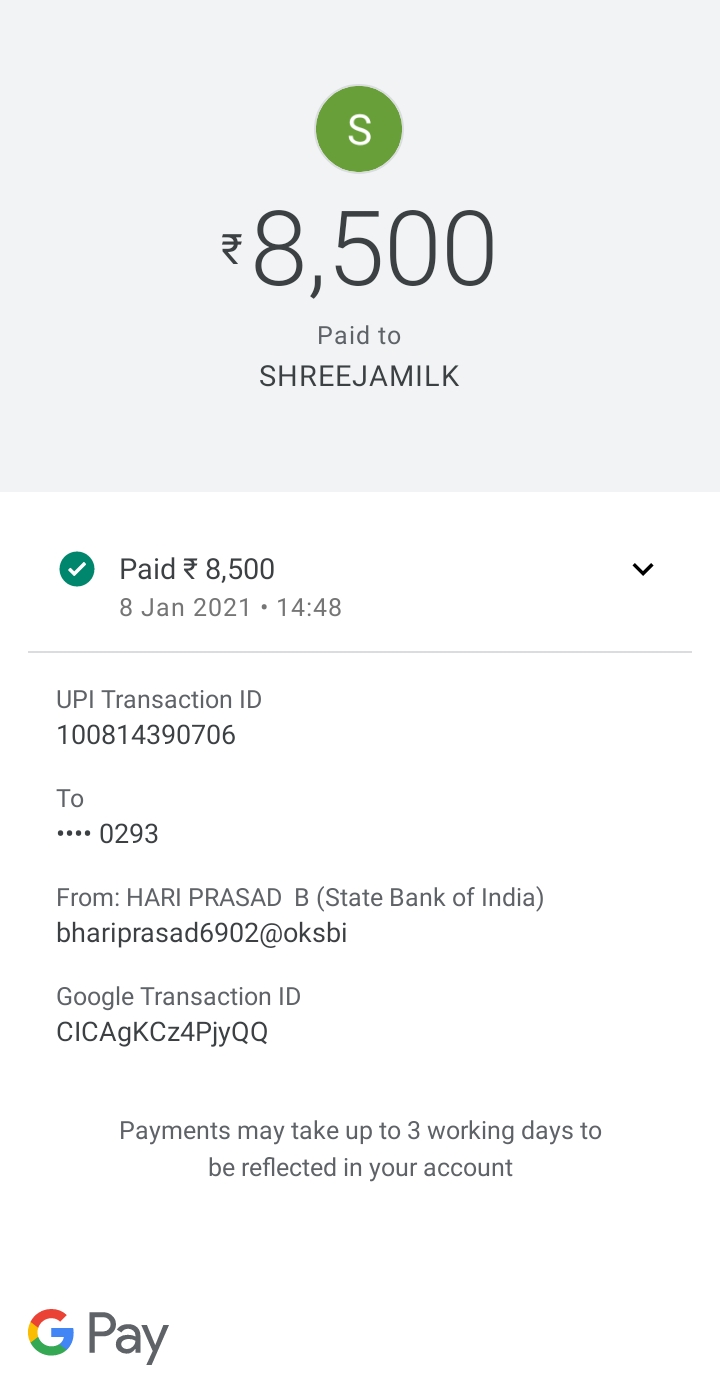 S
₹8,500
Paid to
SHREEJAMILK
Paid ₹ 8,500
8 Jan 2021 • 14:48
UPI Transaction ID
100814390706
To
•••• 0293
From: HARI PRASAD  B (State Bank of India)
bhariprasad6902@oksbi
Google Transaction ID
CICAgKCz4PjyQQ
Payments may take up to 3 working days to
be reflected in your account
G Pay